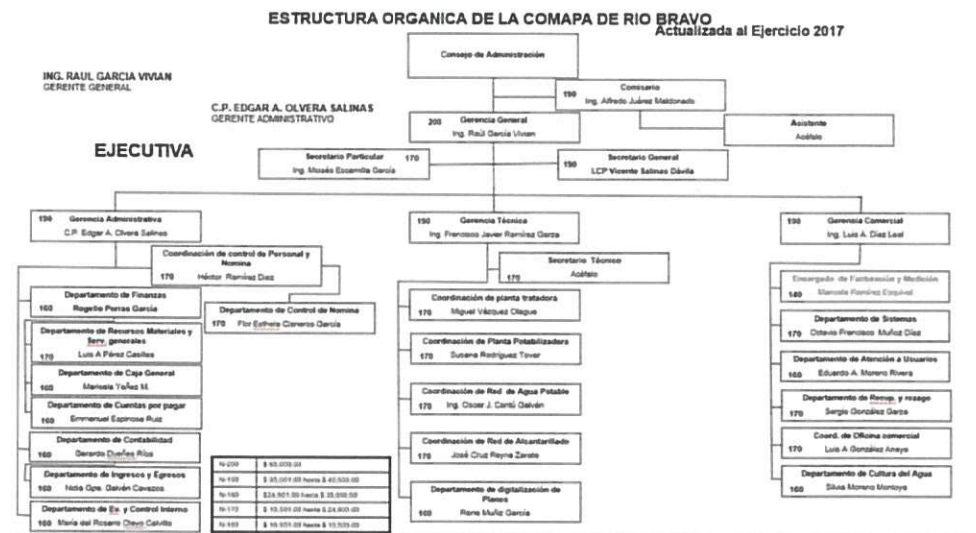 ESTRUCTURA ORGANICA DE LA COMAPA DE RIO BRAVO
Actualizada al Ejercicio 2017
Consejo de Administración
ING. RAUL GARCIA VIVIAN
GERENTE GENERAL
190 Comisario
Ing. Alfredo Juárez Maldonado
C.P. EDGAR A. OLVERA SALINAS
GERENTE ADMINISTRATIVO
200 Gerencia General
Ing. Raúl García Vivian
Asistente
Acéfalo
EJECUTIVA
Secretario Particular 170
Ing. Moisés Escamilla García
190 Secretario General
LCP Vicente Salinas Dávila
190 Gerencia Administrativa
C.P. Edgar A. Olvera Salinas
190 Gerencia Técnica
Ing. Francisco Javier Ramírez Garza
190 Gerencia Comercial
Ing. Luis A. Díaz Leal
Coordinación de control de Personal y
Nomina
170 Héctor Ramírez Diaz
Secretario Técnico
170 Acéfalo
Departamento de Control de Nomina
170 Flor Esthela Cisneros García
Departamento de Finanzas
160 Rogelio Porras García
Departamento de Recursos Materiales y
Serv. generales
170 Luis A Pérez Casillas
Departamento de Caja General
160 Marisela Yañez M.
Departamento de Cuentas por pagar
160 Emmanuel Espinosa Ruiz
Departamento de Contabilidad
160 Gerardo Dueñes Ríos
Departamento de Ingresos y Egresos
160 Nidia Gpe. Galván Cavazos
Departamento de Ev. y Control Interno
160 María del Rosario Olayo Calvillo
Coordinación de planta tratadora
170 Miguel Vázquez Olague
Coordinación de Planta Potabilizadora
170 Susana Rodríguez Tovar
Coordinación de Red de Agua Potable
170 Ing. Oscar J. Cantú Galván
Coordinación de Red de Alcantarillado
170 José Cruz Reyna Zarate
Departamento de digitalización de
Planos
160 Rene Muñiz García
Encargado de Facturación y Medición
140 Marcela Ramírez Esquivel
Departamento de Sistemas
170 Octavio Francisco Muñoz Díaz
Departamento de Atención a Usuarios
160 Eduardo A. Moreno Rivera
Departamento de Recup. y rezago
170 Sergio González Garza
Coord. de Oficina comercial
170 Luis A González Anaya
Departamento de Cultura del Agua
160 Silvia Moreno Montoya
N-200
N-190
N-170